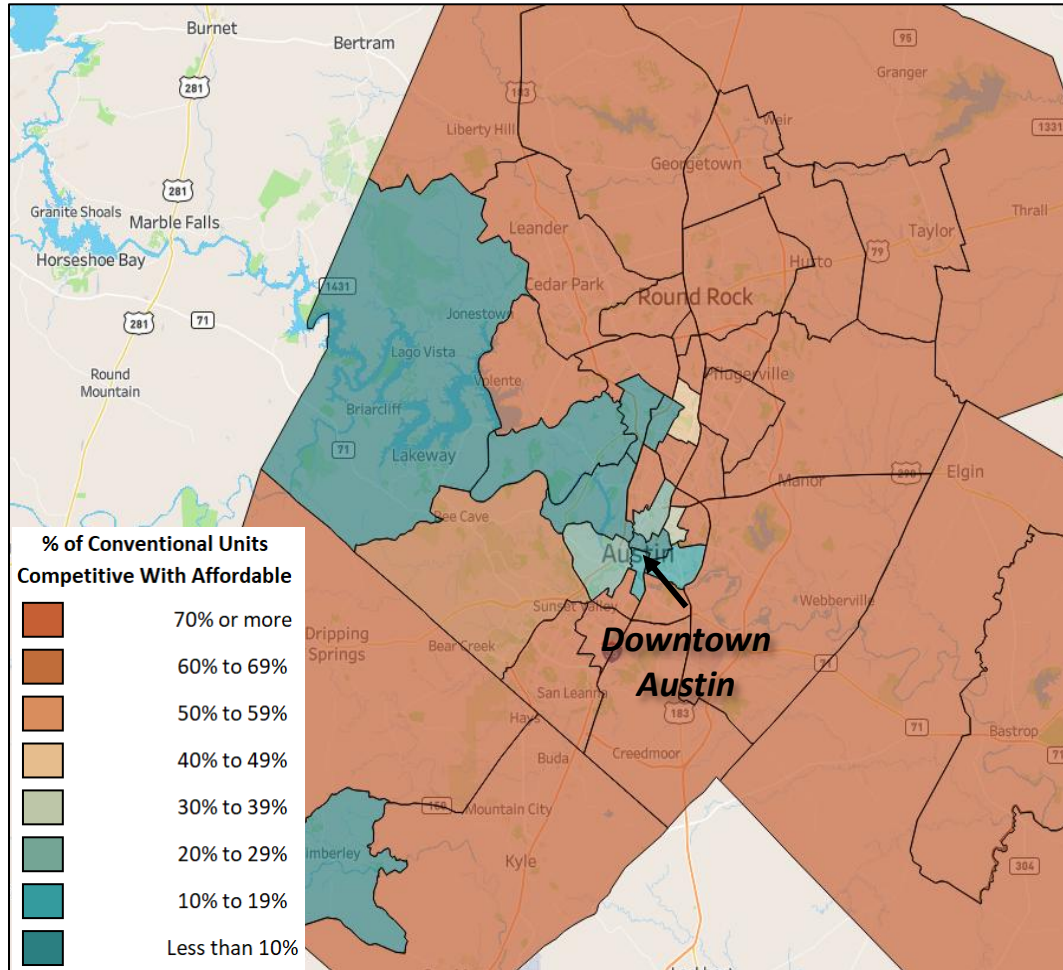 Burnet
Bertram
95
Granger
281
183
Liberty Hill
Weir
1331
Georgetown
281
Granite Shoals
Marble Falls
Leander
Thrall
Taylor
Horseshoe Bay
Hutto
79
1431
Cedar Park
Round Rock
281
71
Jonestown
Lago Vista
Round
Mountain
Volente
Pflugerville
Briarcliff
71
Lakeway
290
Elgin
Manor
Bee Cave
% of Conventional Units
Competitive With Affordable
70% or more
60% to 69%
50% to 59%
40% to 49%
30% to 39%
20% to 29%
10% to 19%
Less than 10%
Austin
Sunset Valley
Webberville
Dripping
Springs
Bear Creek
Downtown
Austin
71
San Leanna
183
Hays
71
Bastrop
71
Buda
Creedmoor
150
Mountain City
imberley
Kyle
304